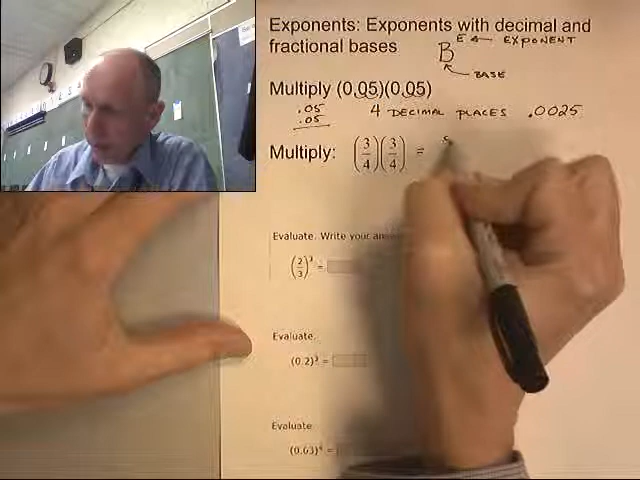 Exponents: Exponents with decimal and
fractional bases
B E ← EXPONENT
BASE
Multiply (0.05)(0.05)
.05
.05
4 DECIMAL PLACES .0025
Multiply: (3/4)(3/4) =
Evaluate. Write your
(2/3)³ =
Evaluate.
(0.2)³ =
Evaluate
(0.03)⁴ =